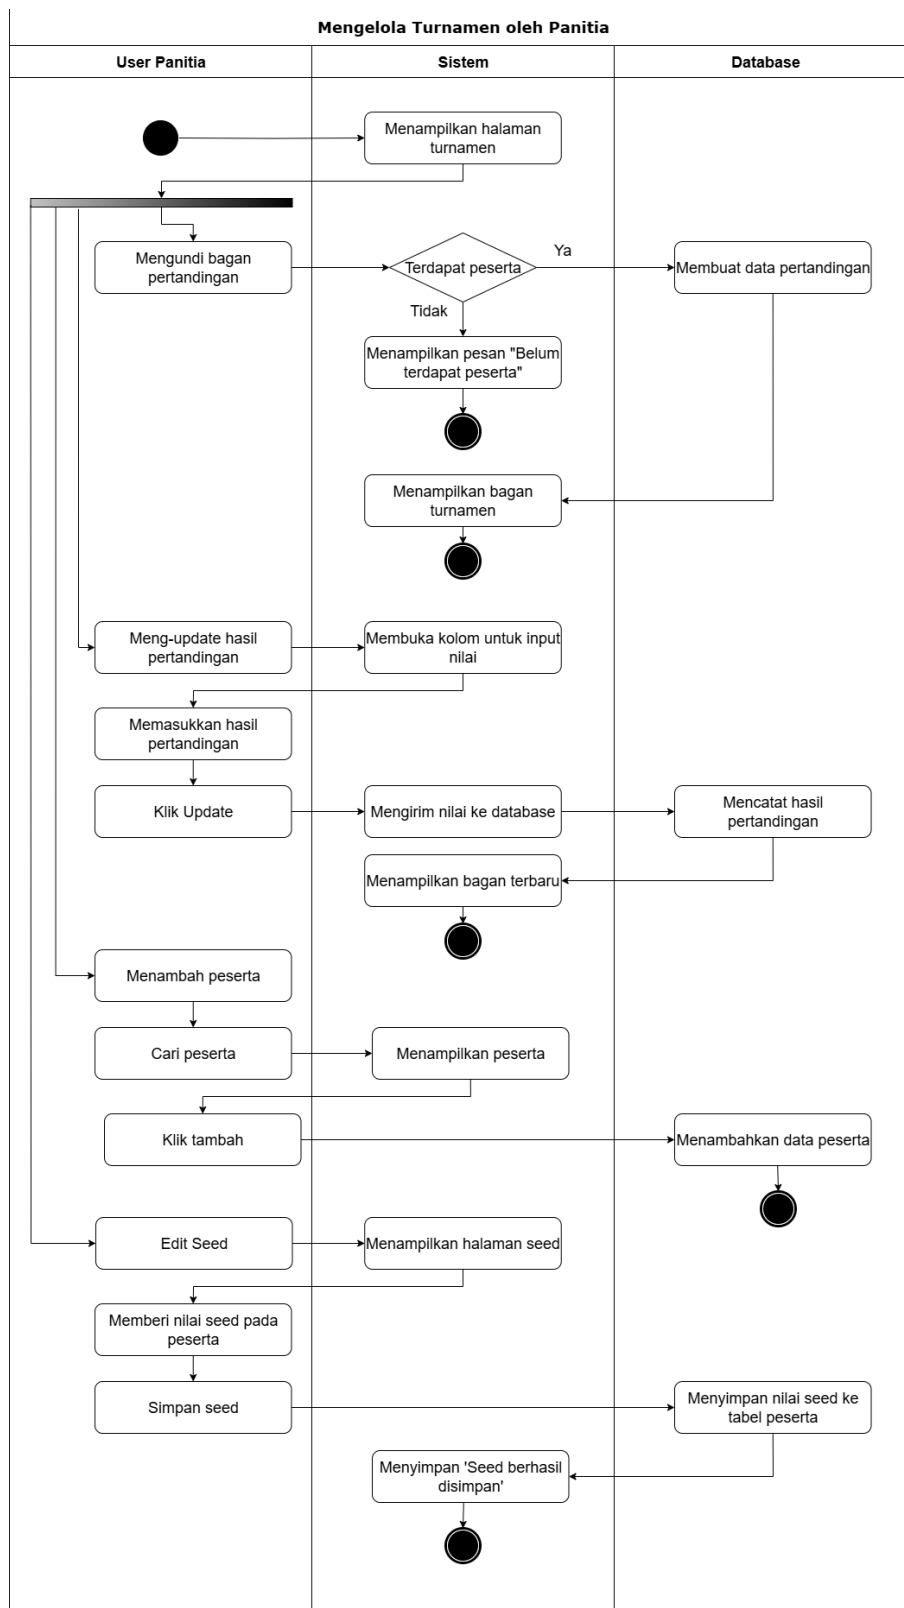 Mengelola Turnamen oleh Panitia
User Panitia
Sistem
Database
Menampilkan halaman
turnamen
Mengundi bagan
pertandingan
Terdapat peserta
Ya
Membuat data pertandingan
Tidak
Menampilkan pesan "Belum
terdapat peserta"
Menampilkan bagan
turnamen
Meng-update hasil
pertandingan
Membuka kolom untuk input
nilai
Memasukkan hasil
pertandingan
Klik Update
Mengirim nilai ke database
Mencatat hasil
pertandingan
Menampilkan bagan terbaru
Menambah peserta
Cari peserta
Menampilkan peserta
Klik tambah
Menambahkan data peserta
Edit Seed
Menampilkan halaman seed
Memberi nilai seed pada
peserta
Simpan seed
Menyimpan nilai seed ke
tabel peserta
Menyimpan 'Seed berhasil
disimpan'